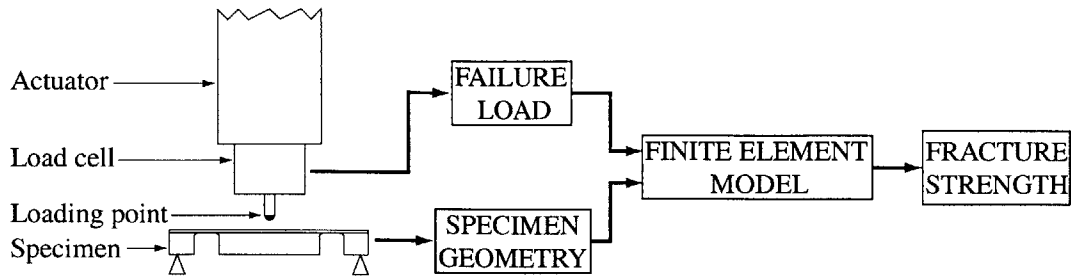 Actuator
Load cell
Loading point
Specimen
FAILURE
LOAD
SPECIMEN
GEOMETRY
FINITE ELEMENT
MODEL
FRACTURE
STRENGTH